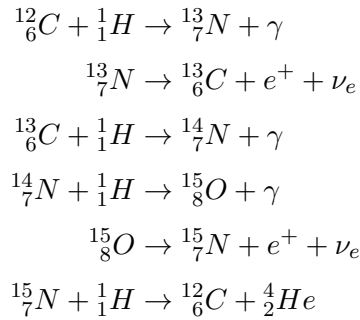 ¹²₆C + ¹₁H → ¹³₇N + γ
¹³₇N → ¹³₆C + e⁺ + νₑ
¹³₆C + ¹₁H → ¹⁴₇N + γ
¹⁴₇N + ¹₁H → ¹⁵₈O + γ
¹⁵₈O → ¹⁵₇N + e⁺ + νₑ
¹⁵₇N + ¹₁H → ¹²₆C + ⁴₂He